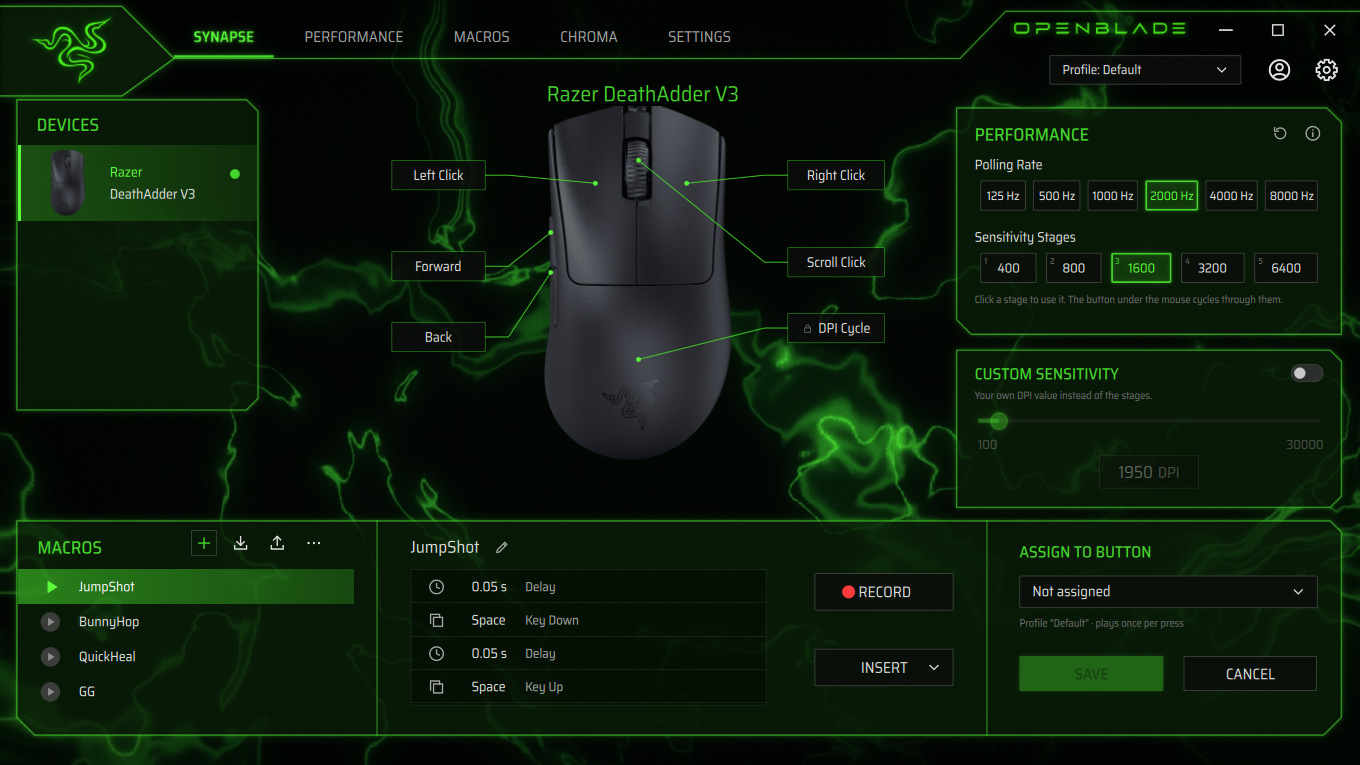 SYNAPSE
PERFORMANCE
MACROS
CHROMA
SETTINGS
OPENBLADE
Profile: Default
DEVICES
Razer
DeathAdder V3
Razer DeathAdder V3
Left Click
Right Click
Forward
Scroll Click
Back
DPI Cycle
PERFORMANCE
Polling Rate
125 Hz
500 Hz
1000 Hz
2000 Hz
4000 Hz
8000 Hz
Sensitivity Stages
1 400
2 800
3 1600
4 3200
5 6400
Click a stage to use it. The button under the mouse cycles through them.
CUSTOM SENSITIVITY
Your own DPI value instead of the stages.
100
30000
1950 DPI
MACROS
JumpShot
BunnyHop
QuickHeal
GG
JumpShot
0.05 s Delay
Space Key Down
0.05 s Delay
Space Key Up
RECORD
INSERT
ASSIGN TO BUTTON
Not assigned
Profile "Default" · plays once per press
SAVE
CANCEL